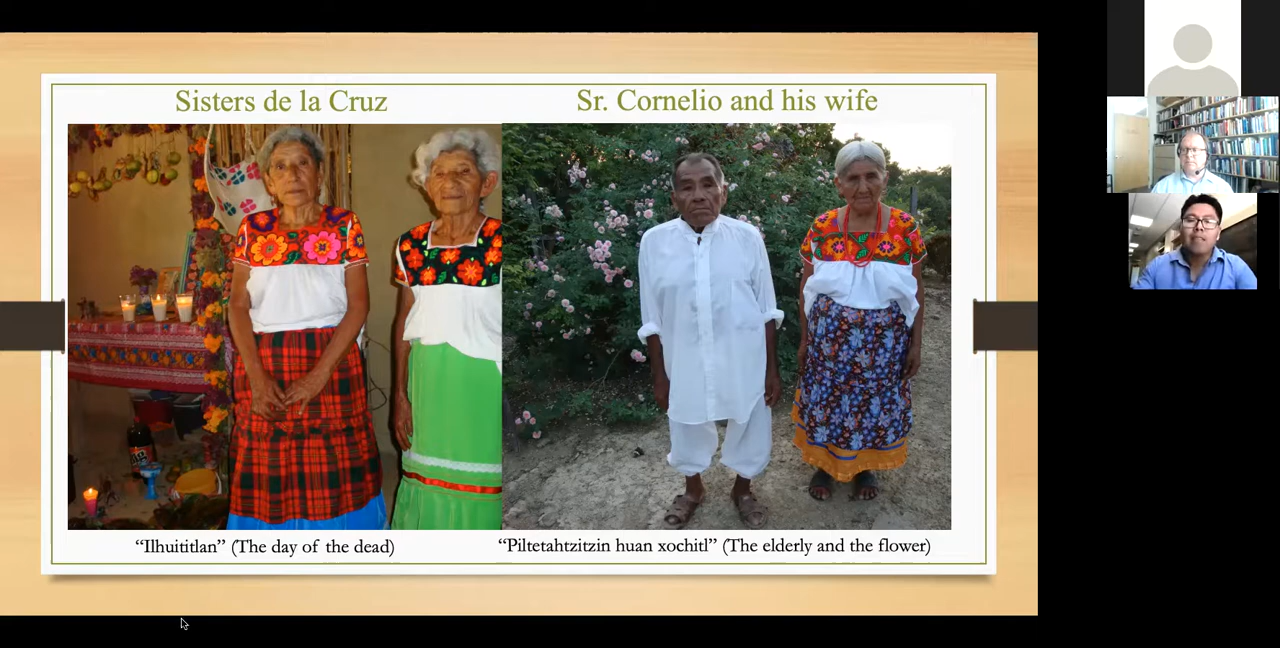 Sisters de la Cruz
Sr. Cornelio and his wife
“Ilhuititlan” (The day of the dead)
“Piltetahtzitzin huan xochitl” (The elderly and the flower)